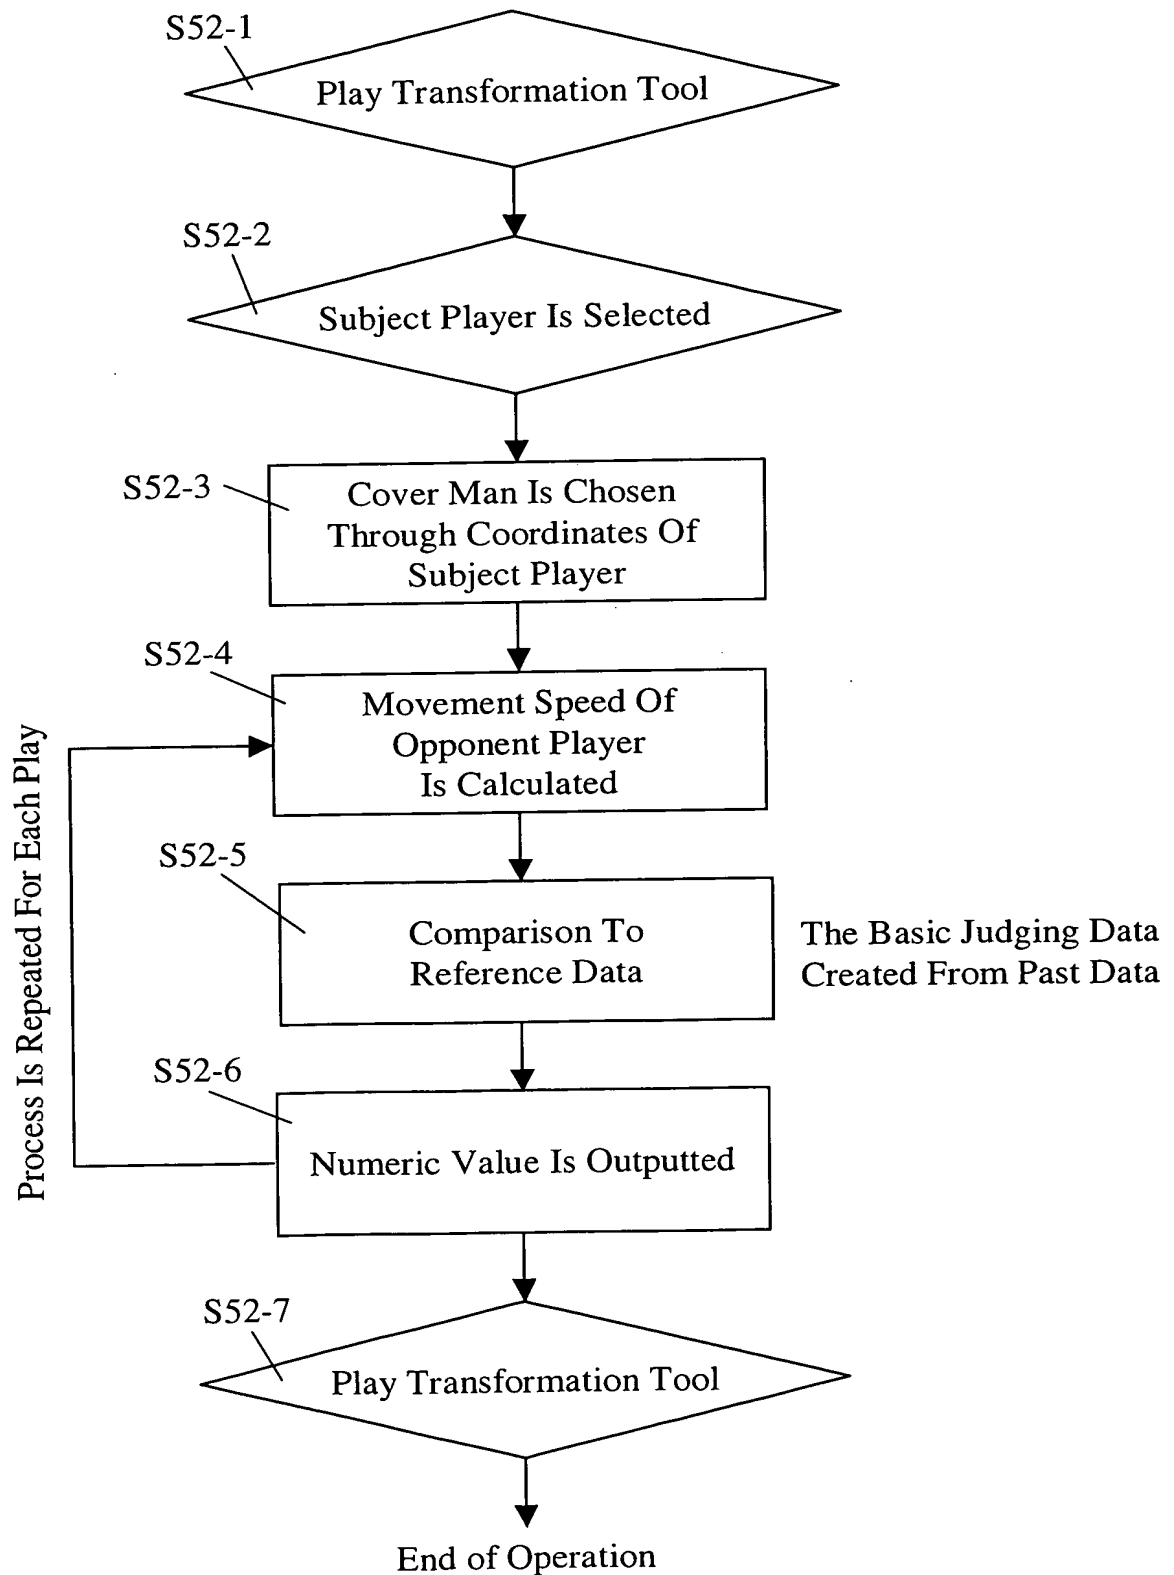 S52-1
Play Transformation Tool
S52-2
Subject Player Is Selected
S52-3
Cover Man Is Chosen
Through Coordinates Of
Subject Player
S52-4
Movement Speed Of
Opponent Player
Is Calculated
Process Is Repeated For Each Play
S52-5
Comparison To
Reference Data
The Basic Judging Data
Created From Past Data
S52-6
Numeric Value Is Outputted
S52-7
Play Transformation Tool
End of Operation